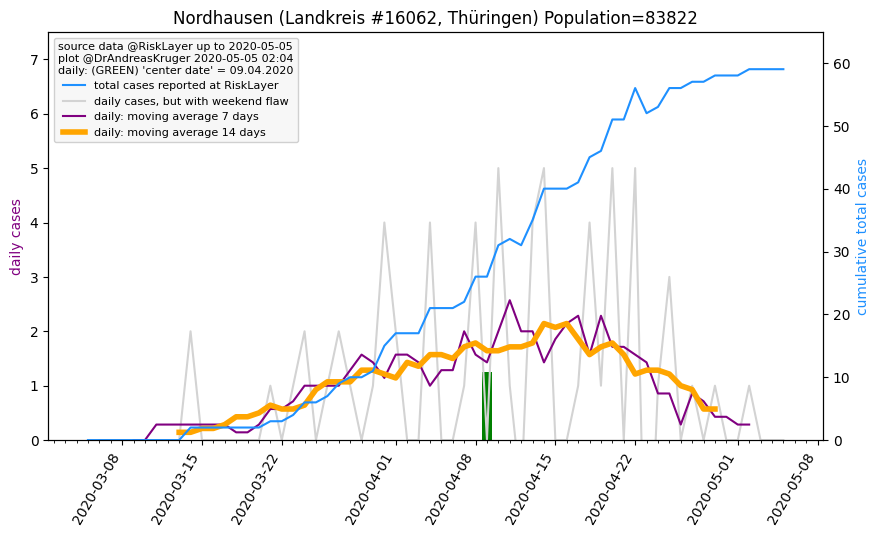 Nordhausen (Landkreis #16062, Thüringen) Population=83822
source data @RiskLayer up to 2020-05-05
plot @DrAndreasKruger 2020-05-05 02:04
daily: (GREEN) 'center date' = 09.04.2020
total cases reported at RiskLayer
daily cases, but with weekend flaw
daily: moving average 7 days
daily: moving average 14 days
daily cases
7
6
5
4
3
2
1
0
60
50
40
30
20
10
0
cumulative total cases
2020-03-08
2020-03-15
2020-03-22
2020-04-01
2020-04-08
2020-04-15
2020-04-22
2020-05-01
2020-05-08